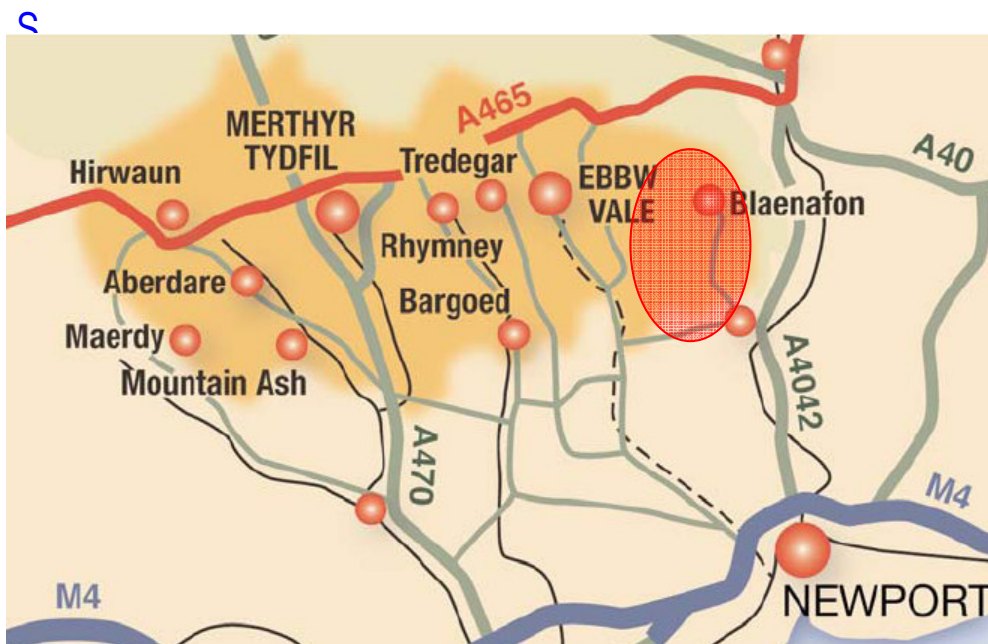 S
A465
MERTHYR
TYDFIL
A40
Hirwaun
Tredegar
EBBW
VALE
Blaenafon
Rhymney
Aberdare
Bargoed
Maerdy
Mountain Ash
A4042
A470
M4
M4
NEWPORT